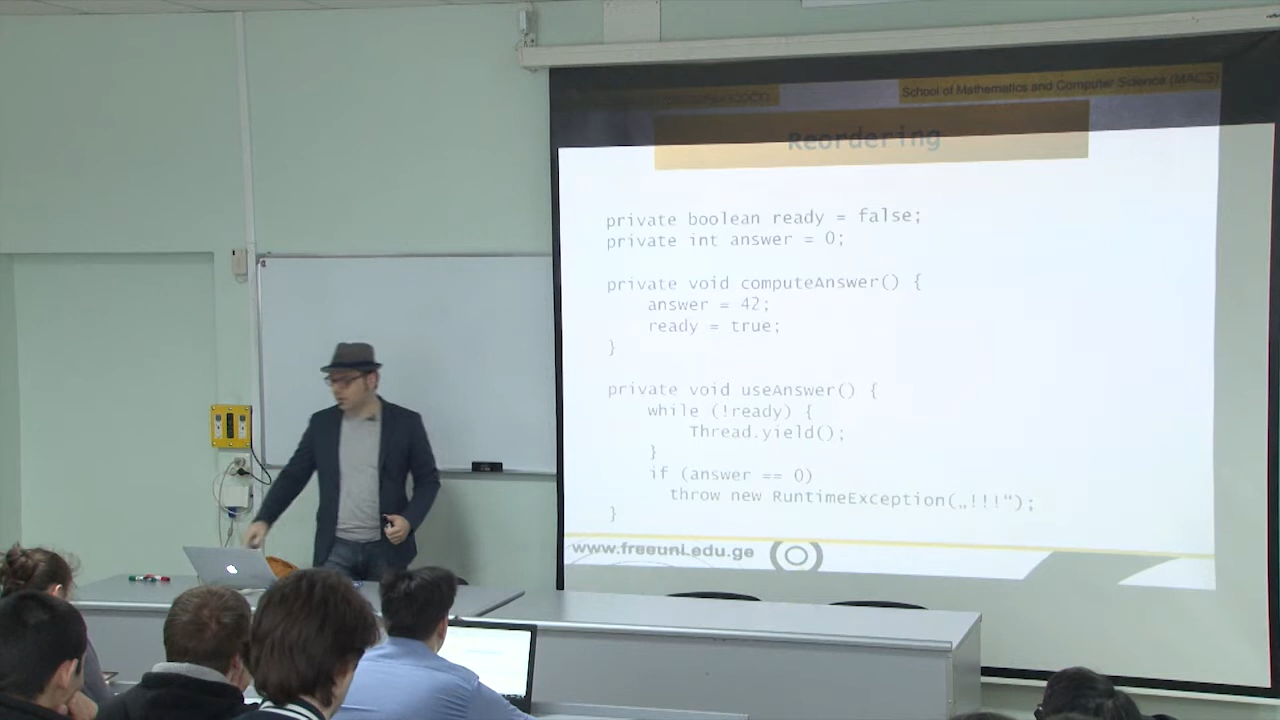 School of Mathematics and Computer Science (MACS)
Reordering
private boolean ready = false;
private int answer = 0;
private void computeAnswer() {
answer = 42;
ready = true;
}
private void useAnswer() {
while (!ready) {
Thread.yield();
}
if (answer == 0)
throw new RuntimeException(„!!!“);
}
www.freeuni.edu.ge